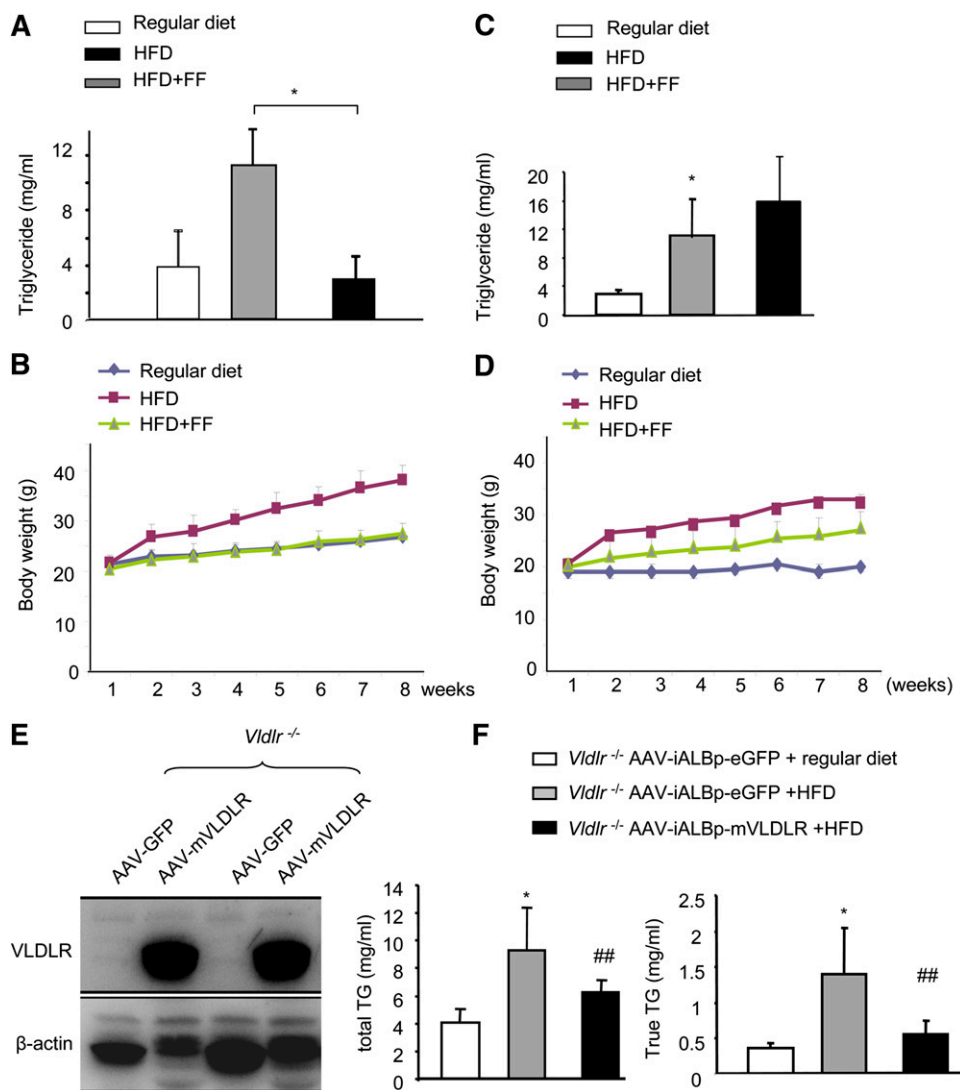 A
Regular diet
HFD
HFD+FF
*
Triglyceride (mg/ml)
12
8
4
0
C
Regular diet
HFD
HFD+FF
*
Triglyceride (mg/ml)
20
16
12
8
4
0
B
Regular diet
HFD
HFD+FF
Body weight (g)
40
30
20
10
0
1 2 3 4 5 6 7 8 weeks
D
Regular diet
HFD
HFD+FF
Body weight (g)
40
30
20
10
0
1 2 3 4 5 6 7 8 (weeks)
E
Vldlr -/-
AAV-GFP
AAV-mVLDLR
AAV-GFP
AAV-mVLDLR
VLDLR
β-actin
F
Vldlr -/- AAV-iALBp-eGFP + regular diet
Vldlr -/- AAV-iALBp-eGFP +HFD
Vldlr -/- AAV-iALBp-mVLDLR +HFD
total TG (mg/ml)
14
12
10
8
6
4
2
0
*
##
True TG (mg/ml)
2.5
2
1.5
1
0.5
0
*
##